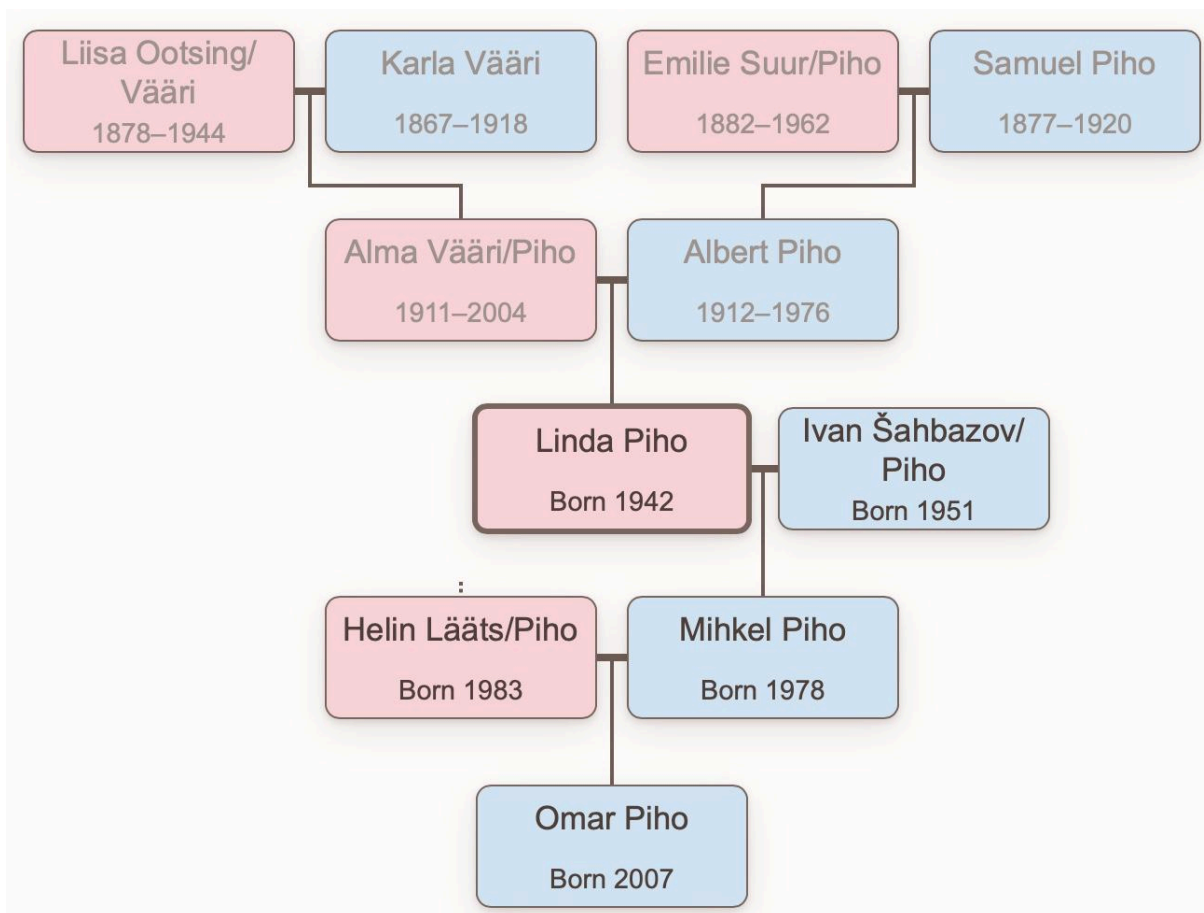 Liisa Ootsing/
Vääri
1878–1944
Karla Vääri
1867–1918
Emilie Suur/Piho
1882–1962
Samuel Piho
1877–1920
Alma Vääri/Piho
1911–2004
Albert Piho
1912–1976
Linda Piho
Born 1942
Ivan Šahbazov/
Piho
Born 1951
Helin Lääts/Piho
Born 1983
Mihkel Piho
Born 1978
Omar Piho
Born 2007